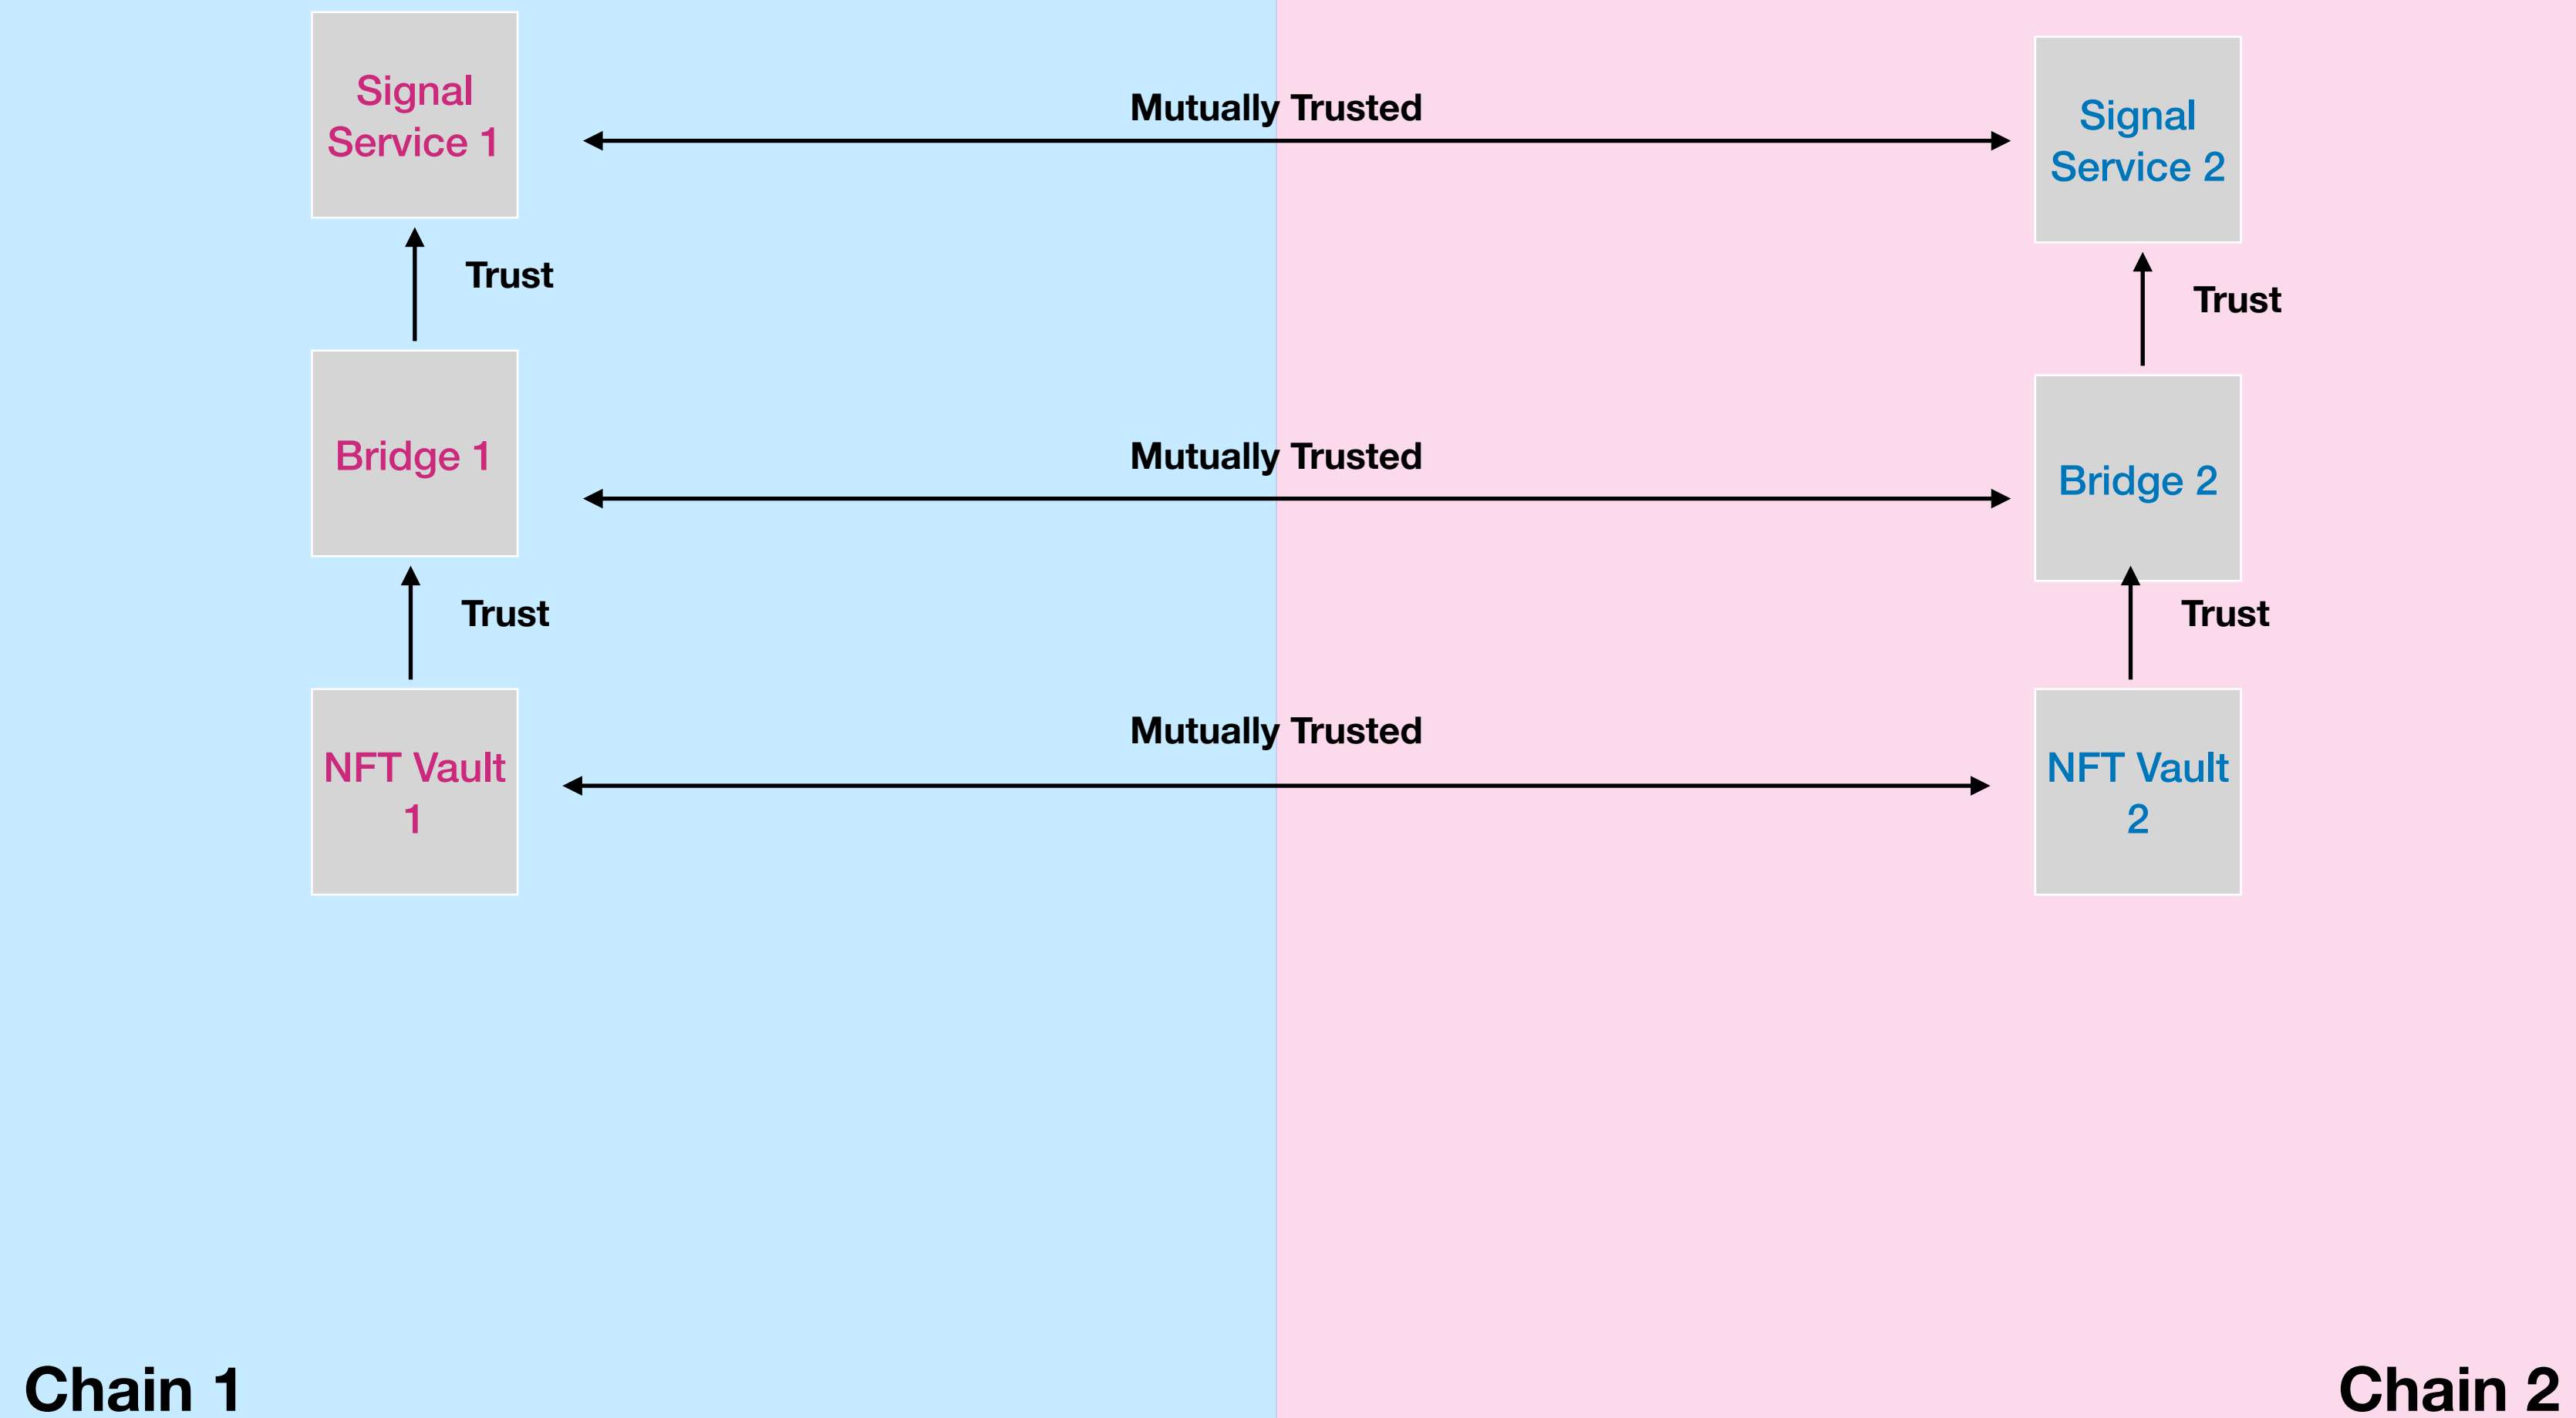 Signal
Service 1
Mutually Trusted
Signal
Service 2
Trust
Trust
Bridge 1
Mutually Trusted
Bridge 2
Trust
Trust
NFT Vault
1
Mutually Trusted
NFT Vault
2
Chain 1
Chain 2